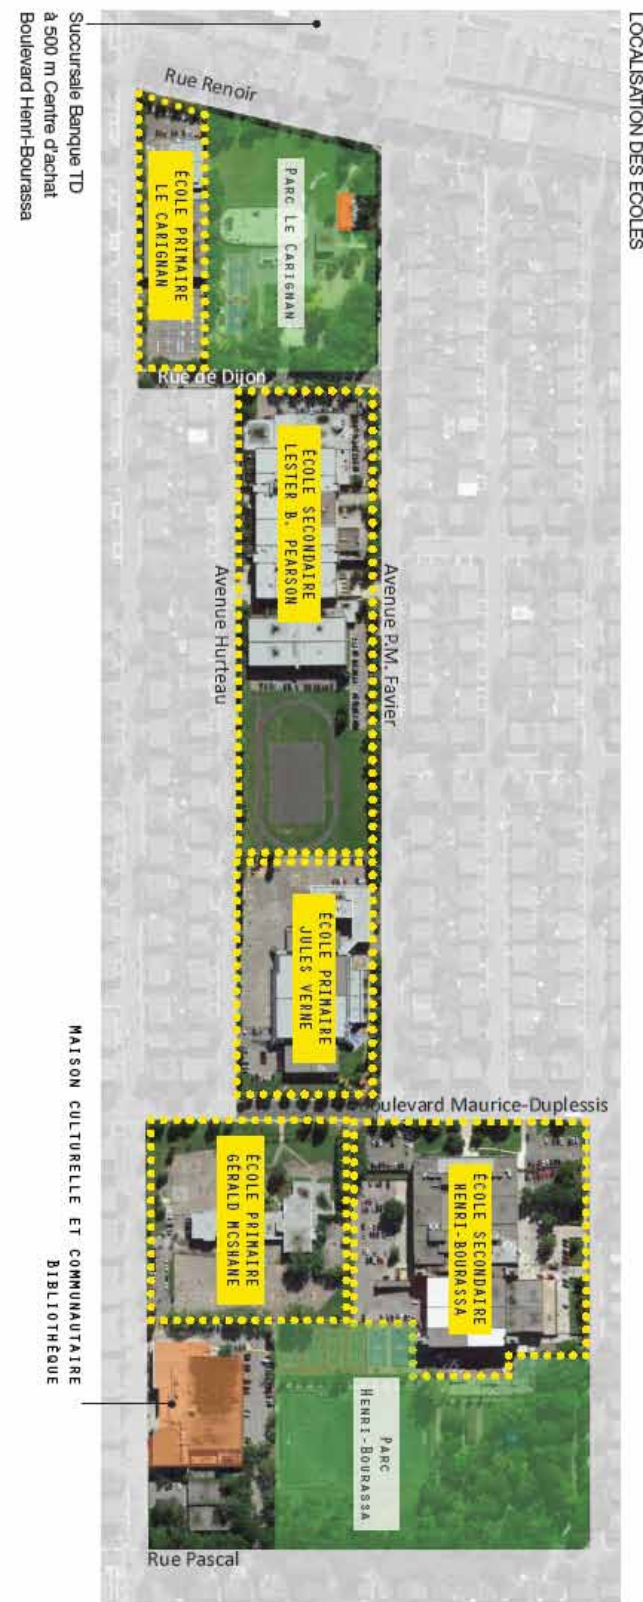 LOCALISATION DES ÉCOLES
Succursale Banque TD
à 500 m Centre d'achat
Boulevard Henri-Bourassa
Rue Renoir
PARC LE CARIGNAN
ÉCOLE PRIMAIRE
LE CARIGNAN
Rue de Dijon
ÉCOLE SECONDAIRE
LESTER B. PEARSON
Avenue P.M. Favier
Avenue Hurteau
ÉCOLE PRIMAIRE
JULES VERNE
Boulevard Maurice-Duplessis
ÉCOLE PRIMAIRE
GÉRALD MCSHANE
ÉCOLE SECONDAIRE
HENRI-BOURASSA
MAISON CULTURELLE ET COMMUNAUTAIRE
BIBLIOTHÈQUE
PARC
HENRI-BOURASSA
Rue Pascal